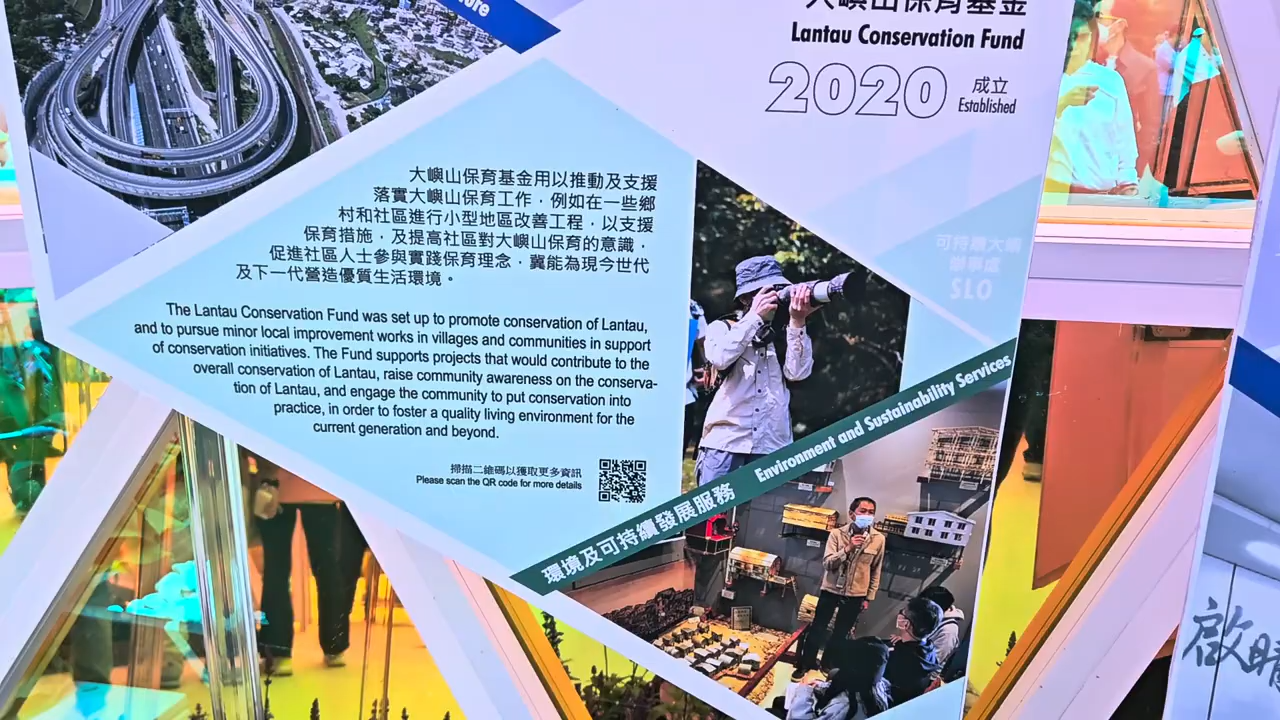 大嶼山保育基金
Lantau Conservation Fund
2020
成立
Established
大嶼山保育基金用以推動及支援
落實大嶼山保育工作，例如在一些鄉
村和社區進行小型地區改善工程，以支援
保育措施，及提高社區對大嶼山保育的意識，
促進社區人士參與實踐保育理念，冀能為現今世代
及下一代營造優質生活環境。
The Lantau Conservation Fund was set up to promote conservation of Lantau,
and to pursue minor local improvement works in villages and communities in support
of conservation initiatives. The Fund supports projects that would contribute to the
overall conservation of Lantau, raise community awareness on the conserva-
tion of Lantau, and engage the community to put conservation into
practice, in order to foster a quality living environment for the
current generation and beyond.
掃描二維碼以獲取更多資訊
Please scan the QR code for more details
可持續大嶼
辦事處
SLO
環境及可持續發展服務 Environment and Sustainability Services
啟晴